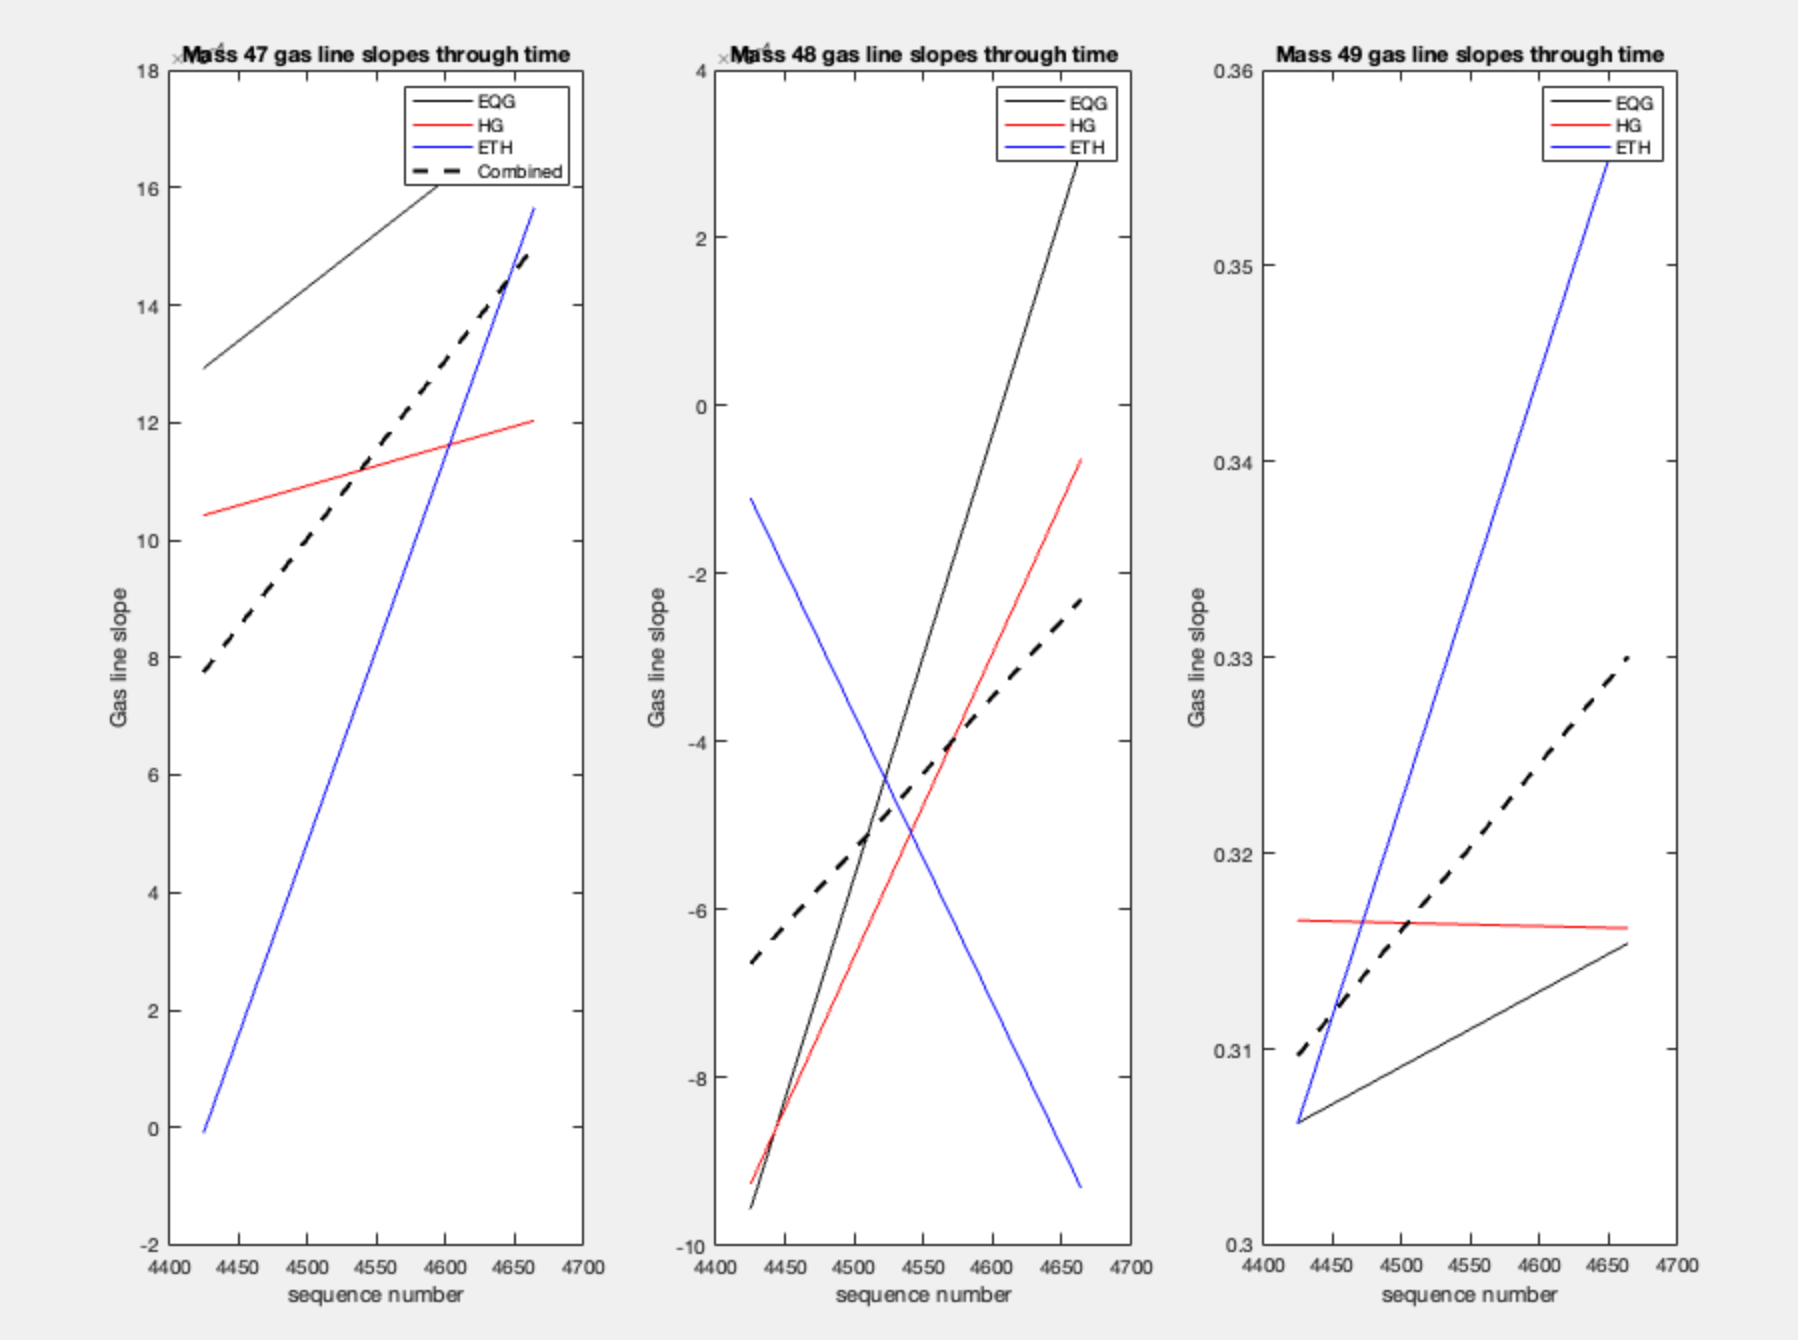 Mass 47 gas line slopes through time
18
16
14
12
10
8
6
4
2
0
-2
4400 4450 4500 4550 4600 4650 4700
sequence number
Gas line slope
EQG
HG
ETH
Combined
Mass 48 gas line slopes through time
4
2
0
-2
-4
-6
-8
-10
4400 4450 4500 4550 4600 4650 4700
sequence number
Gas line slope
EQG
HG
ETH
Mass 49 gas line slopes through time
0.36
0.35
0.34
0.33
0.32
0.31
0.3
4400 4450 4500 4550 4600 4650 4700
sequence number
Gas line slope
EQG
HG
ETH